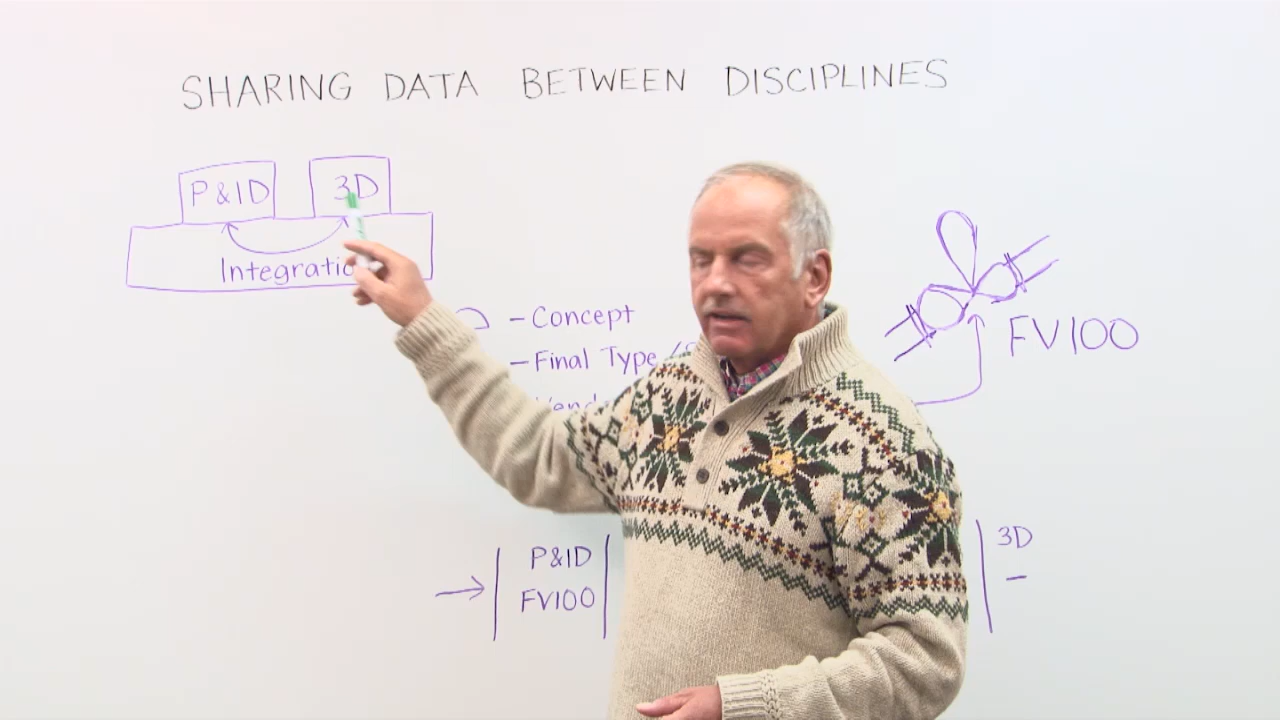 SHARING DATA BETWEEN DISCIPLINES
P&ID
3D
Integratio
- Concept
- Final Type
FV100
P&ID
FV100
3D
-